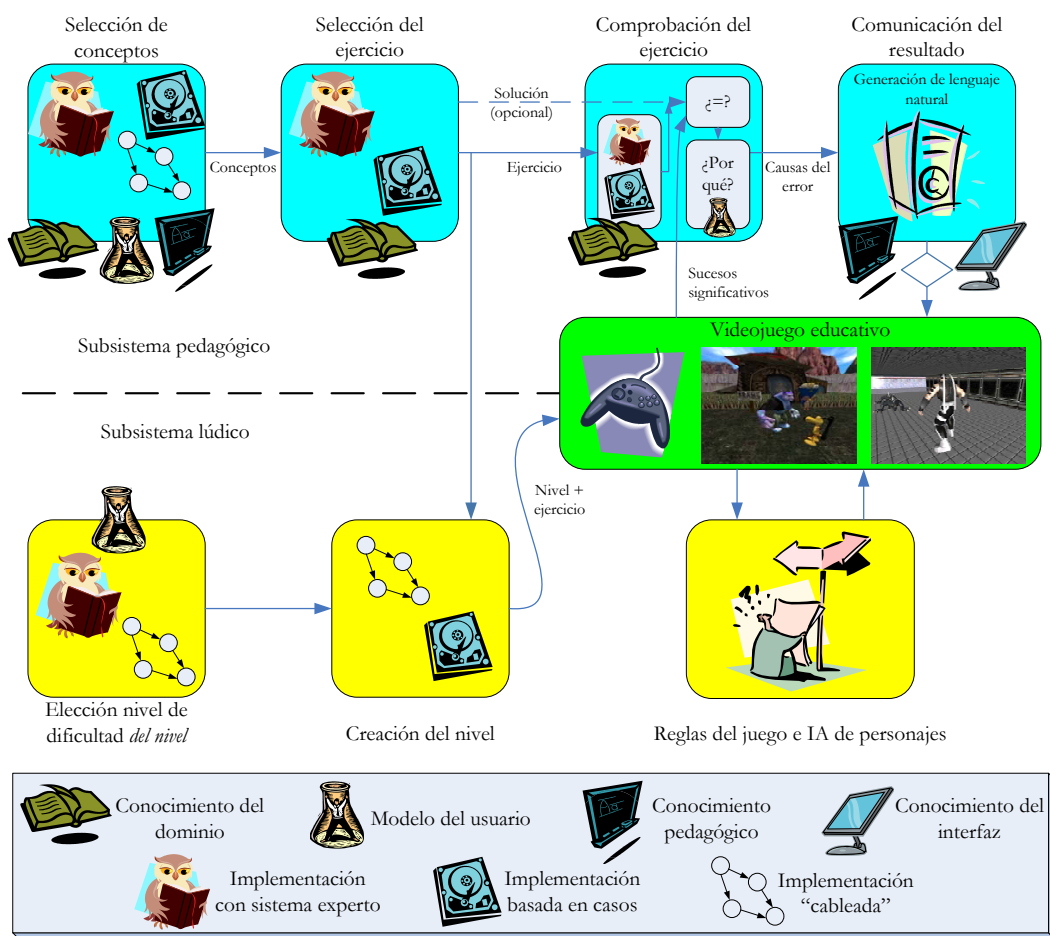 Selección de
conceptos
Selección del
ejercicio
Comprobación del
ejercicio
Comunicación del
resultado
Generación de lenguaje
natural
Solución
(opcional)
¿=?
Conceptos
Ejercicio
¿Por
qué?
Causas del
error
©
Sucesos
significativos
Subsistema pedagógico
Videojuego educativo
Subsistema lúdico
Nivel +
ejercicio
Elección nivel de
dificultad del nivel
Creación del nivel
Reglas del juego e IA de personajes
Conocimiento del
dominio
Modelo del usuario
Conocimiento
pedagógico
Conocimiento del
interfaz
Implementación
con sistema experto
Implementación
basada en casos
Implementación
“cableada”